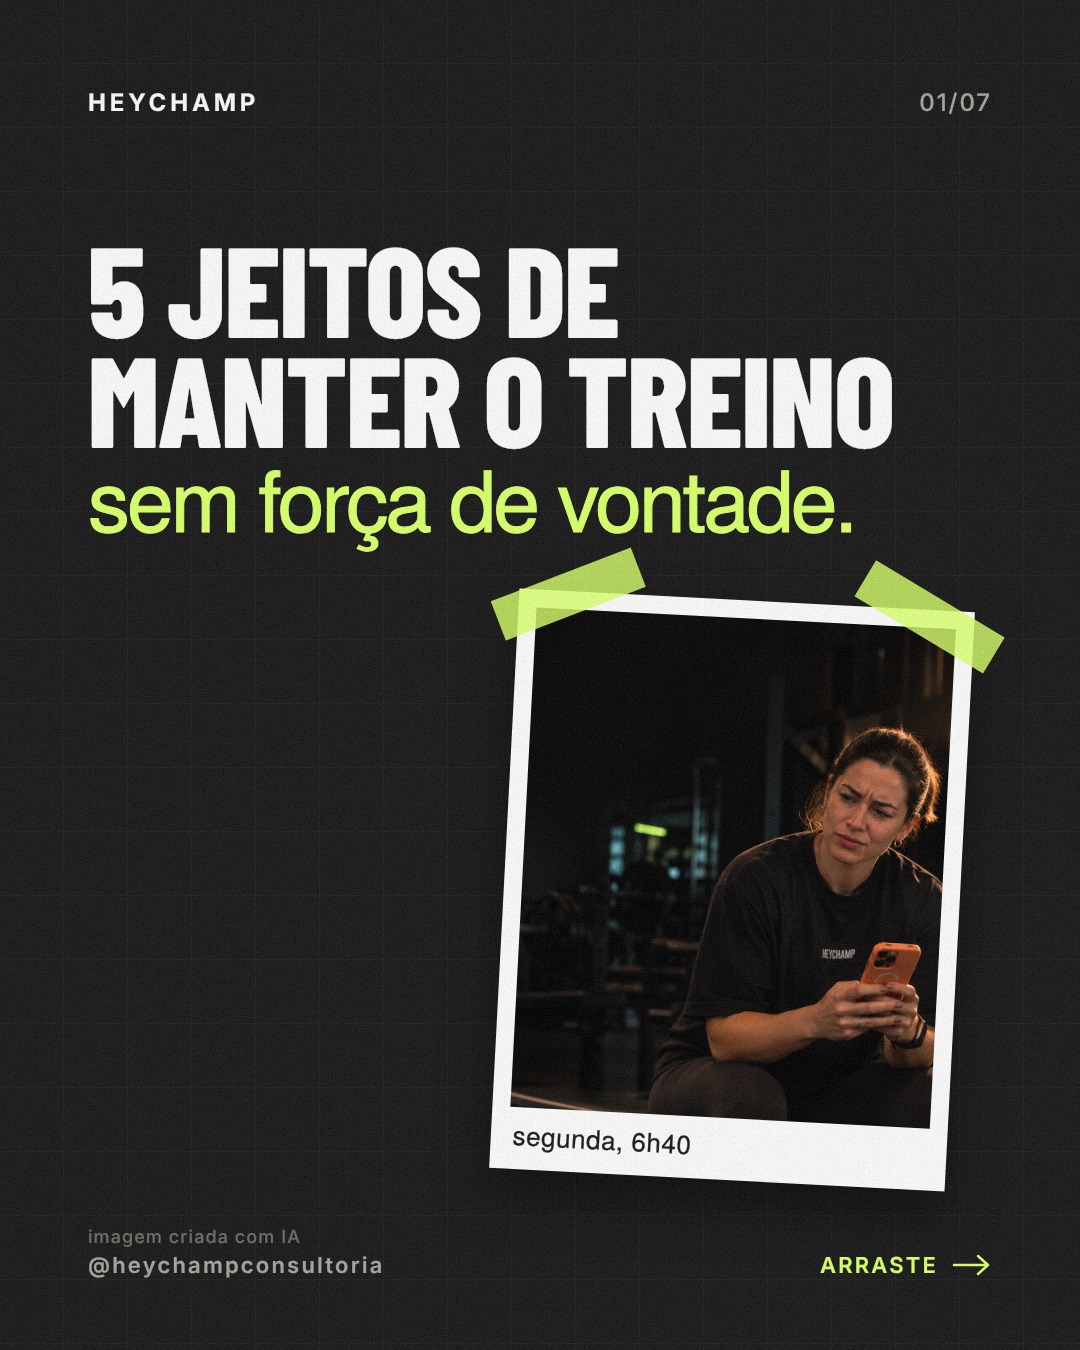 HEYCHAMP
01/07
5 JEITOS DE
MANTER O TREINO
sem força de vontade.
HEYCHAMP
segunda, 6h40
imagem criada com IA
@heychampconsultoria
ARRASTE